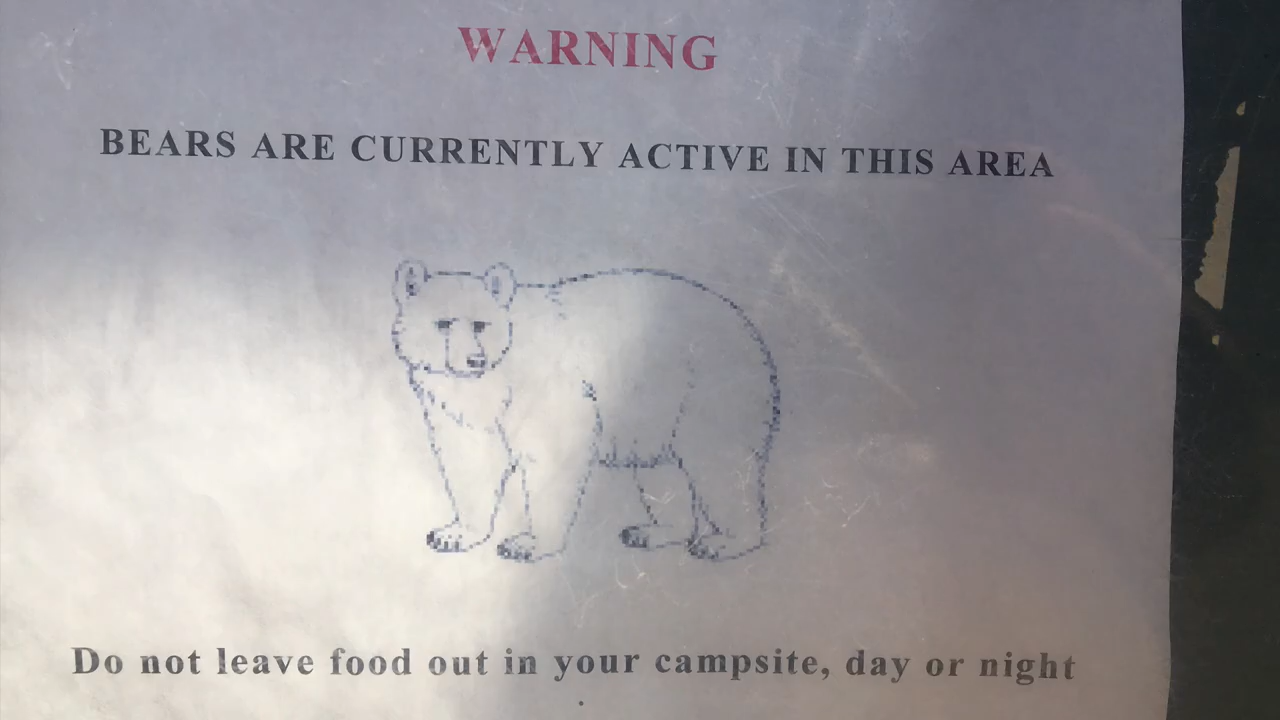 WARNING
BEARS ARE CURRENTLY ACTIVE IN THIS AREA
Do not leave food out in your campsite, day or night